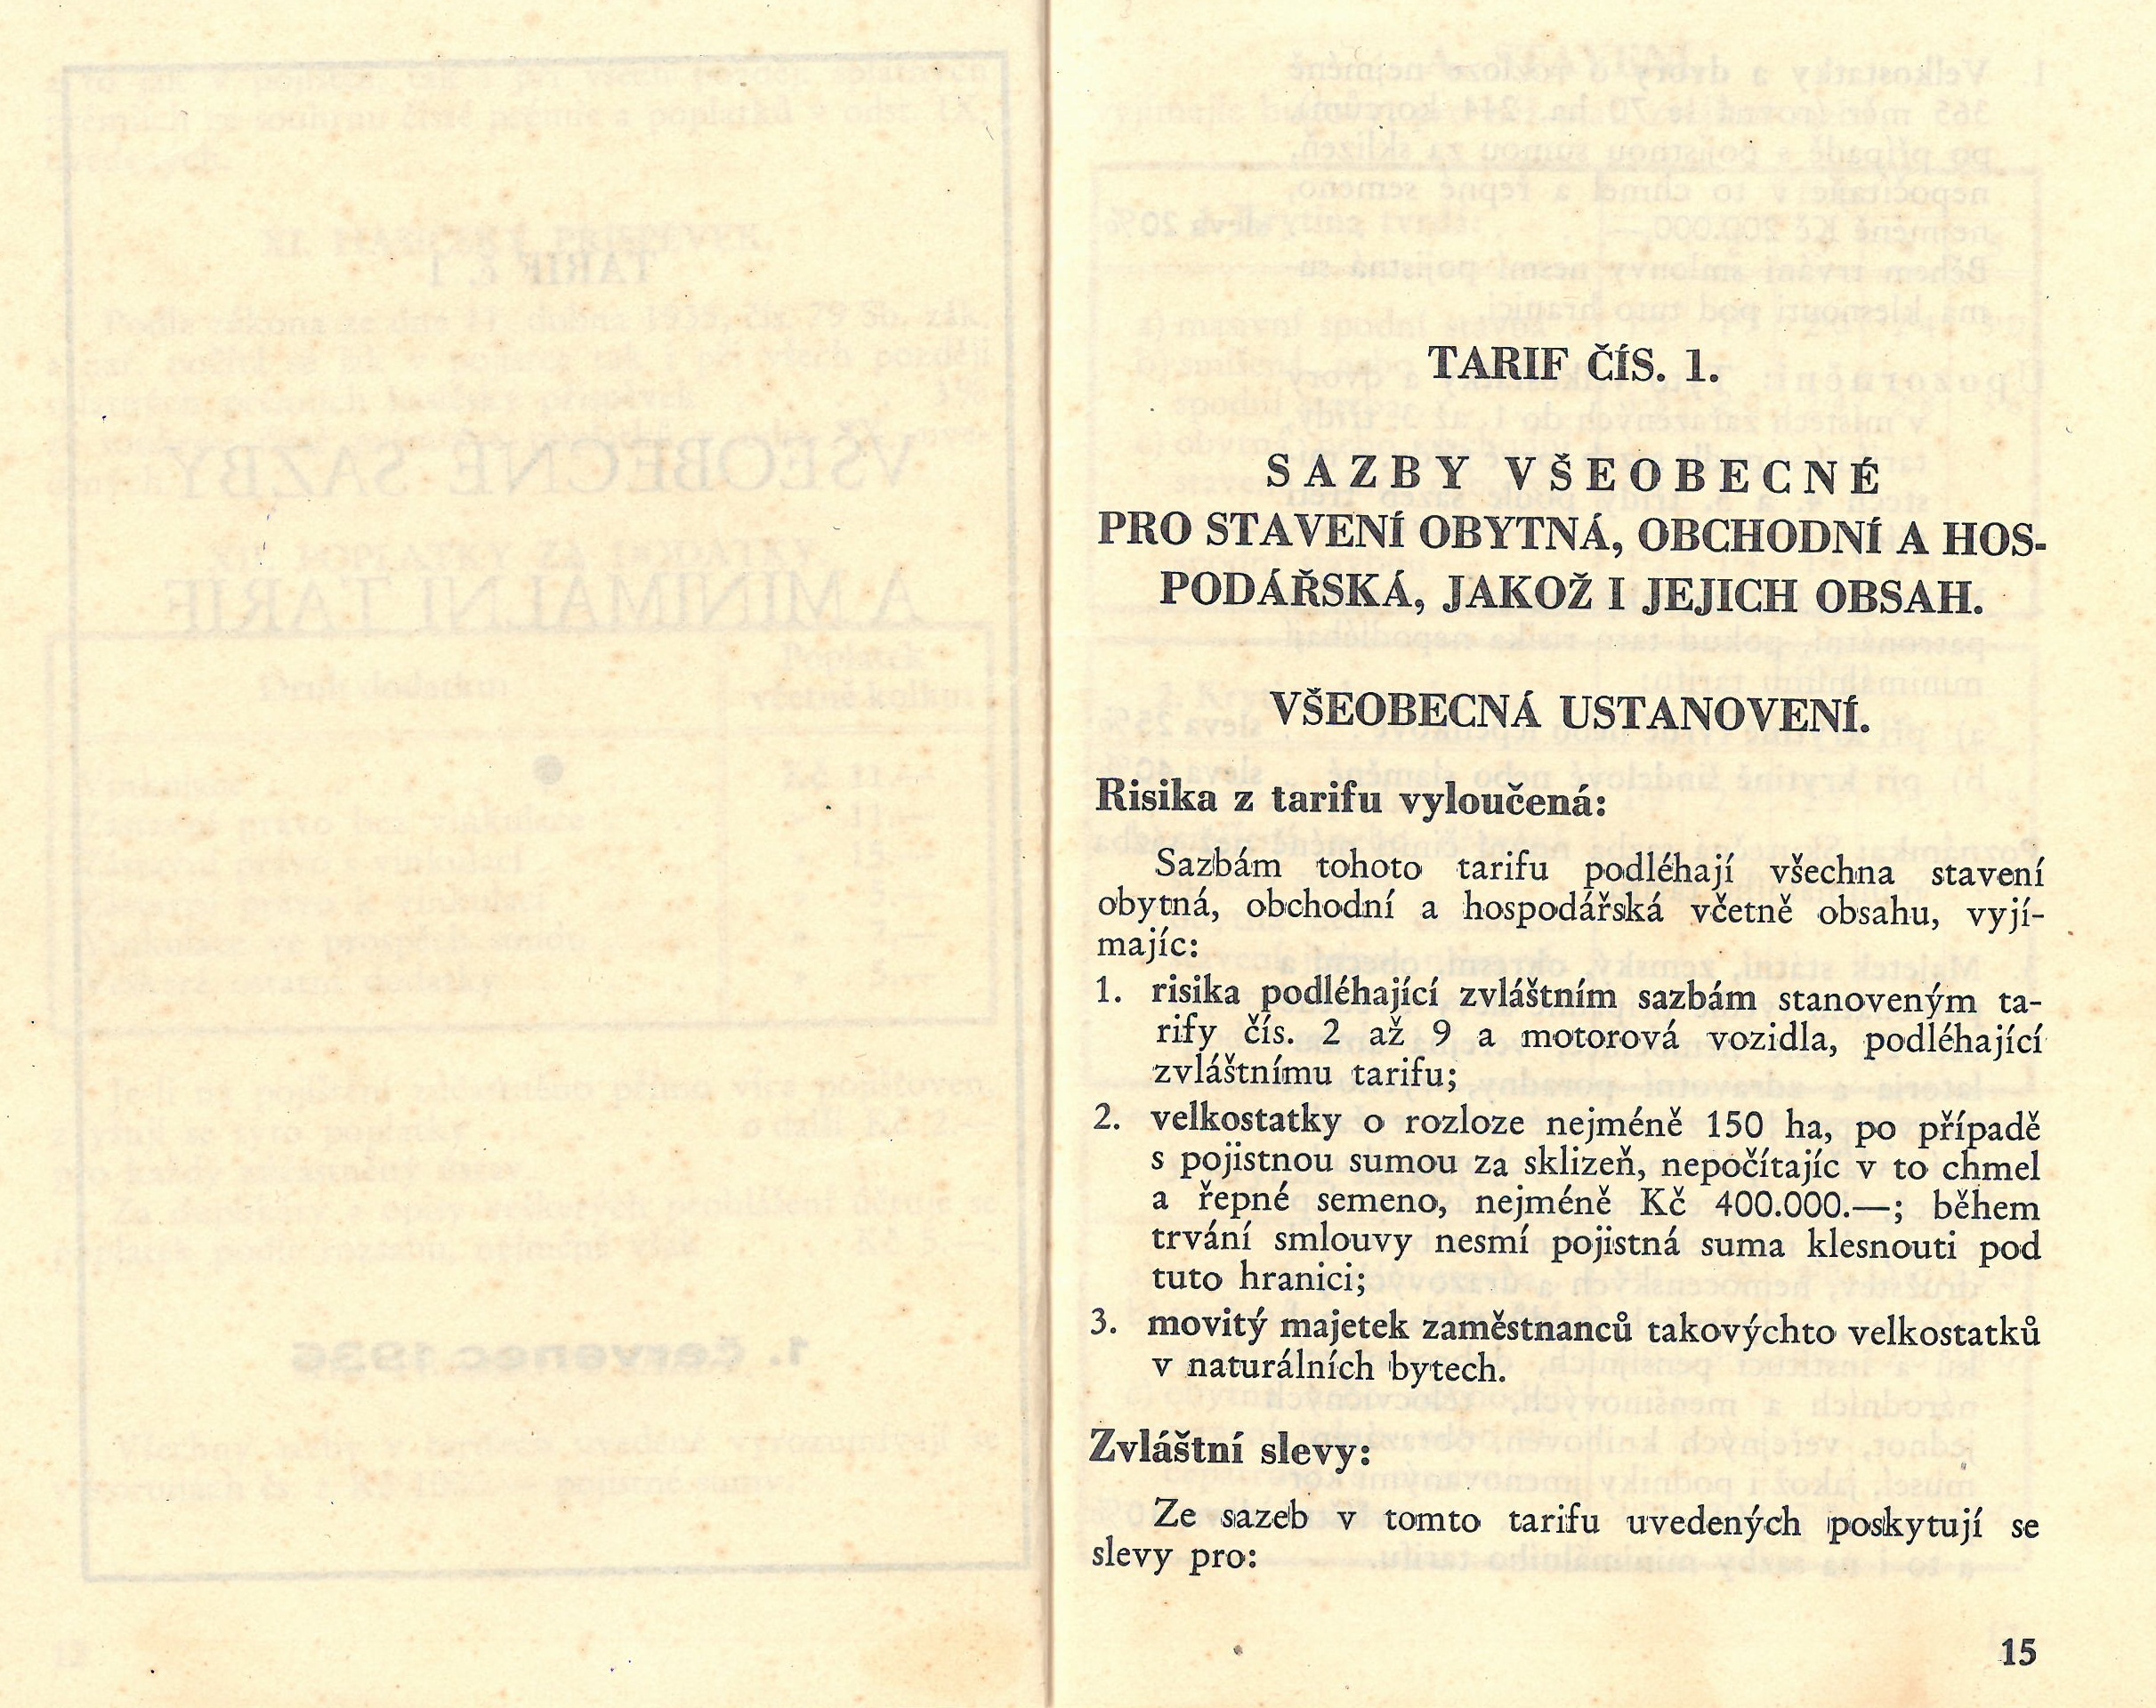 TARIF ČÍS. 1.
SAZBY VŠEOBECNÉ
PRO STAVENÍ OBYTNÁ, OBCHODNÍ A HOS-
PODÁŘSKÁ, JAKOŽ I JEJICH OBSAH.
VŠEOBECNÁ USTANOVENÍ.
Risika z tarifu vyloučená:
Sazbám tohoto tarifu podléhají všechna stavení
obytná, obchodní a hospodářská včetně obsahu, vyjí-
majíc:
1. risika podléhající zvláštním sazbám stanoveným ta-
rify čís. 2 až 9 a motorová vozidla, podléhající
zvláštnímu tarifu;
2. velkostatky o rozloze nejméně 150 ha, po případě
s pojistnou sumou za sklizeň, nepočítajíc v to chmel
a řepné semeno, nejméně Kč 400.000.—; během
trvání smlouvy nesmí pojistná suma klesnouti pod
tuto hranici;
3. movitý majetek zaměstnanců takovýchto velkostatků
v naturálních bytech.
Zvláštní slevy:
Ze sazeb v tomto tarifu uvedených poskytují se
slevy pro:
15